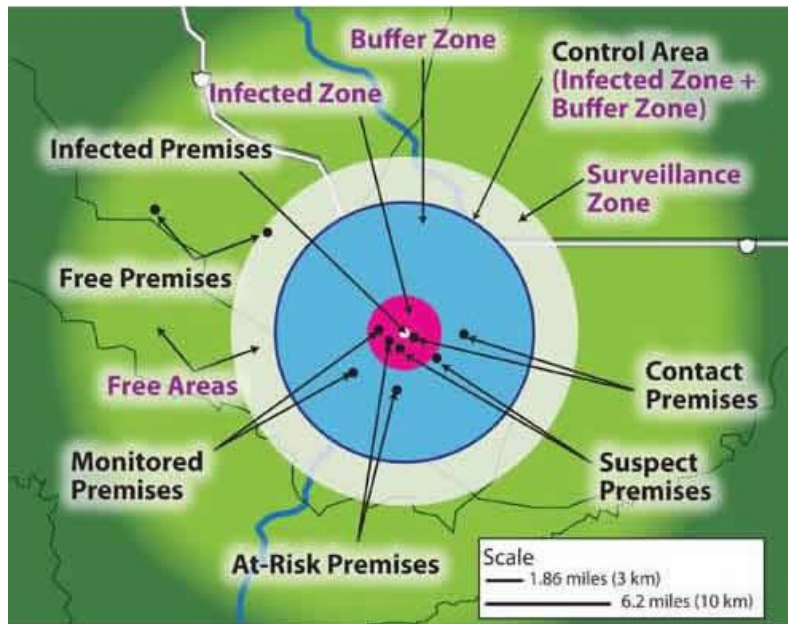 Buffer Zone
Control Area
(Infected Zone +
Buffer Zone)
Infected Zone
Infected Premises
Surveillance
Zone
Free Premises
Free Areas
Contact
Premises
Monitored
Premises
Suspect
Premises
At-Risk Premises
Scale
1.86 miles (3 km)
6.2 miles (10 km)